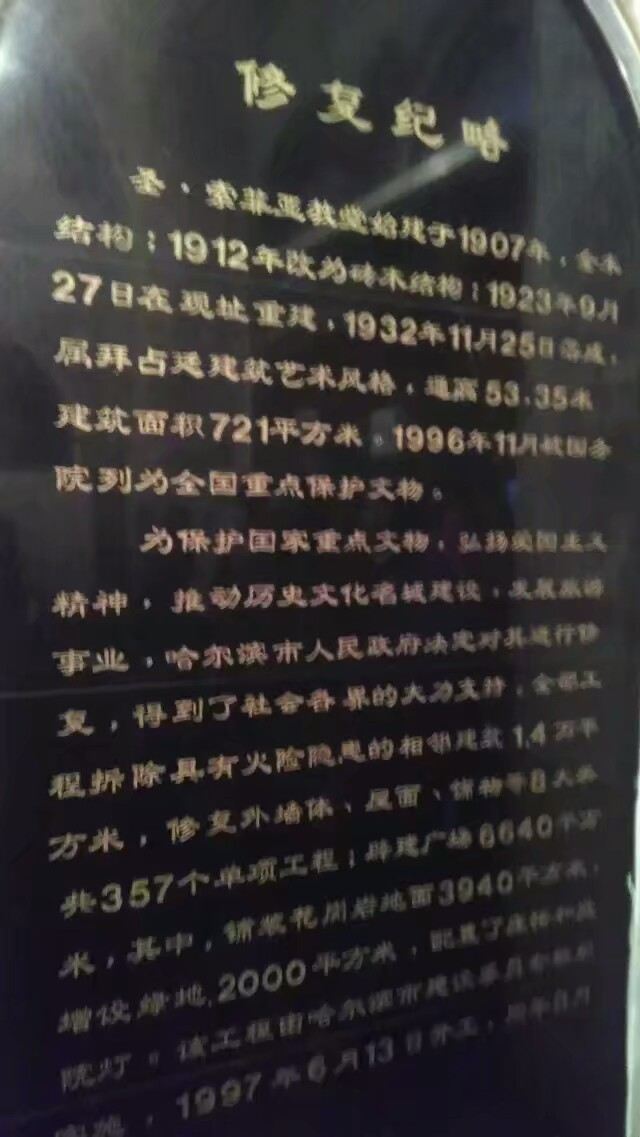 修复纪略
圣·索菲亚教堂始建于1907年，全木
结构；1912年改为砖木结构；1923年9月
27日在现址重建，1932年11月25日落成，
属拜占廷建筑艺术风格，通高53.35米
建筑面积721平方米。1996年11月被国务
院列为全国重点保护文物。
为保护国家重点文物，弘扬爱国主义
精神，推动历史文化名城建设，发展旅游
事业，哈尔滨市人民政府决定对其进行修
复，得到了社会各界的大力支持，全部工
程拆除具有火险隐患的相邻建筑1.4万平
方米，修复外墙体、屋面、饰物等8大类
共357个单项工程；辟建广场6640平方
米，其中，铺装花岗岩地面3940平方米，
增设绿地2000平方米，配置了
院灯。该工程由哈尔滨市建设委员会组织
实施，1997年6月13日开工，同年8月